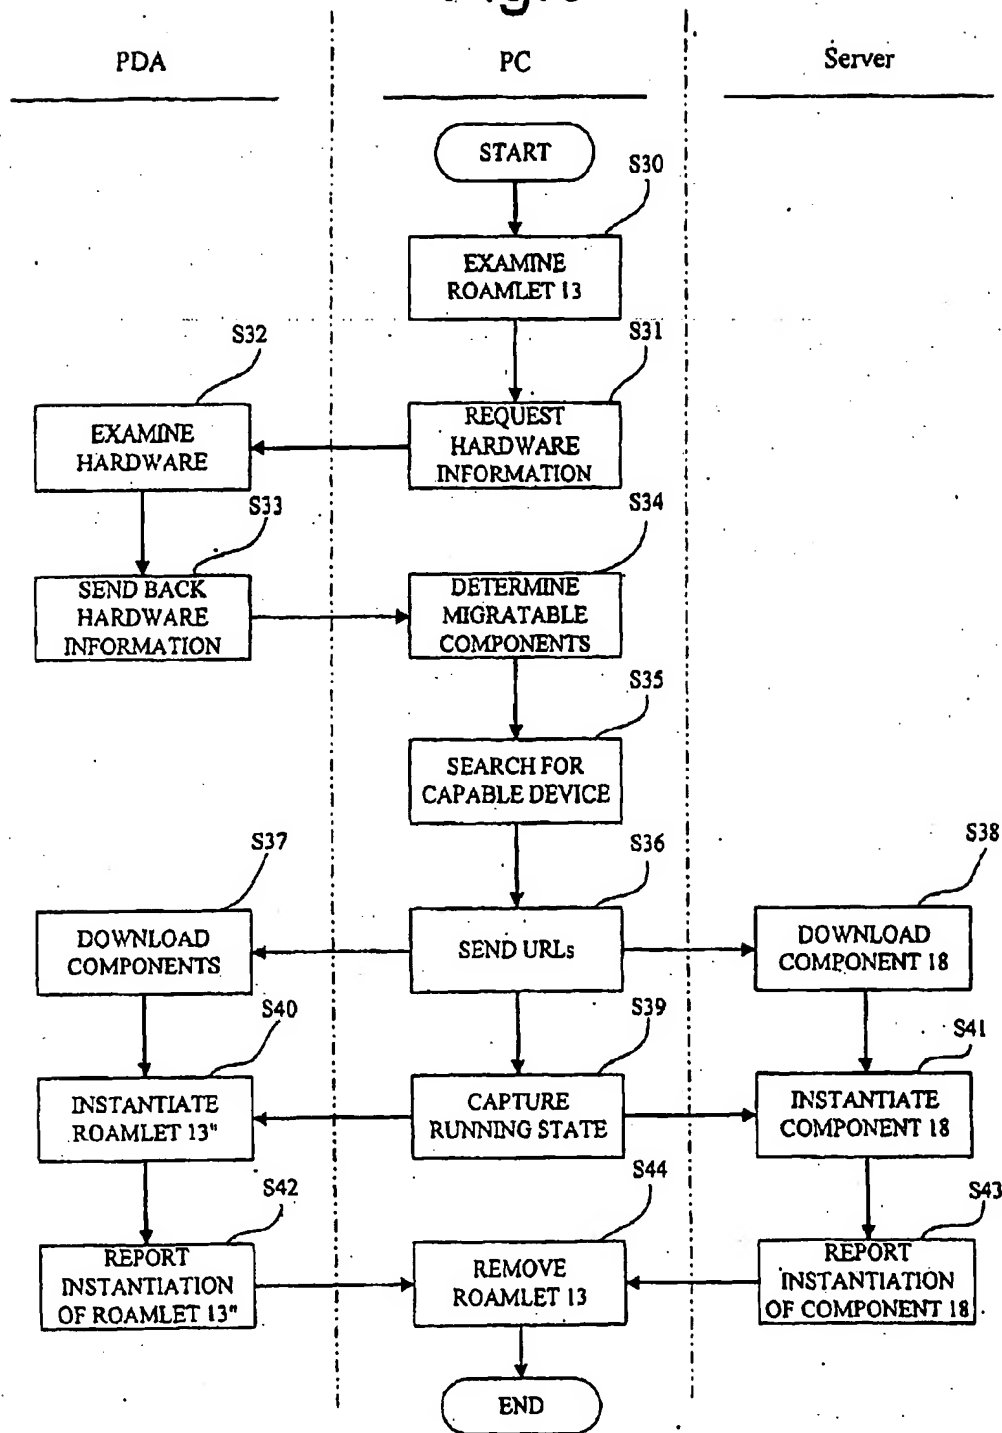 PDA
PC
Server
START
S30
EXAMINE
ROAMLET 13
S31
REQUEST
HARDWARE
INFORMATION
S32
EXAMINE
HARDWARE
S33
SEND BACK
HARDWARE
INFORMATION
S34
DETERMINE
MIGRATABLE
COMPONENTS
S35
SEARCH FOR
CAPABLE DEVICE
S36
SEND URLs
S37
DOWNLOAD
COMPONENTS
S38
DOWNLOAD
COMPONENT 18
S39
CAPTURE
RUNNING STATE
S40
INSTANTIATE
ROAMLET 13"
S41
INSTANTIATE
COMPONENT 18
S42
REPORT
INSTANTIATION
OF ROAMLET 13"
S43
REPORT
INSTANTIATION
OF COMPONENT 18
S44
REMOVE
ROAMLET 13
END